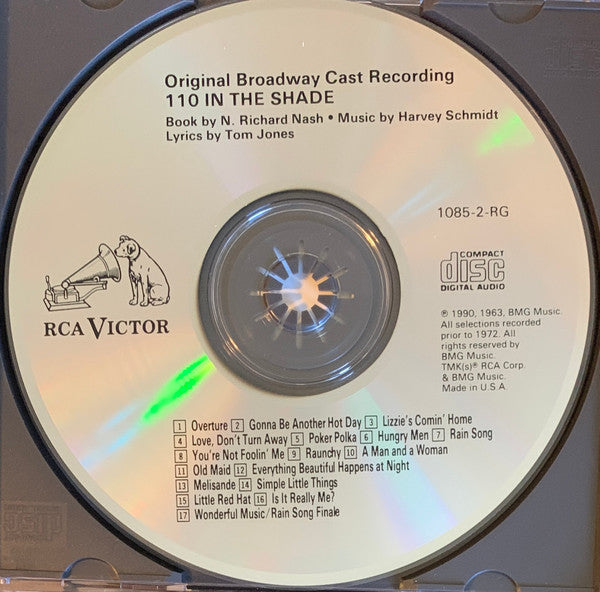 Original Broadway Cast Recording
110 IN THE SHADE
Book by N. Richard Nash • Music by Harvey Schmidt
Lyrics by Tom Jones
1085-2-RG
COMPACT
disc
DIGITAL AUDIO
RCA VICTOR
℗ 1990, 1963, BMG Music.
All selections recorded
prior to 1972. All
rights reserved by
BMG Music.
TMK(s)® RCA Corp.
& BMG Music.
Made in U.S.A.
1 Overture 2 Gonna Be Another Hot Day 3 Lizzie's Comin' Home
4 Love, Don't Turn Away 5 Poker Polka 6 Hungry Men 7 Rain Song
8 You're Not Foolin' Me 9 Raunchy 10 A Man and a Woman
11 Old Maid 12 Everything Beautiful Happens at Night
13 Melisande 14 Simple Little Things
15 Little Red Hat 16 Is It Really Me?
17 Wonderful Music/Rain Song Finale